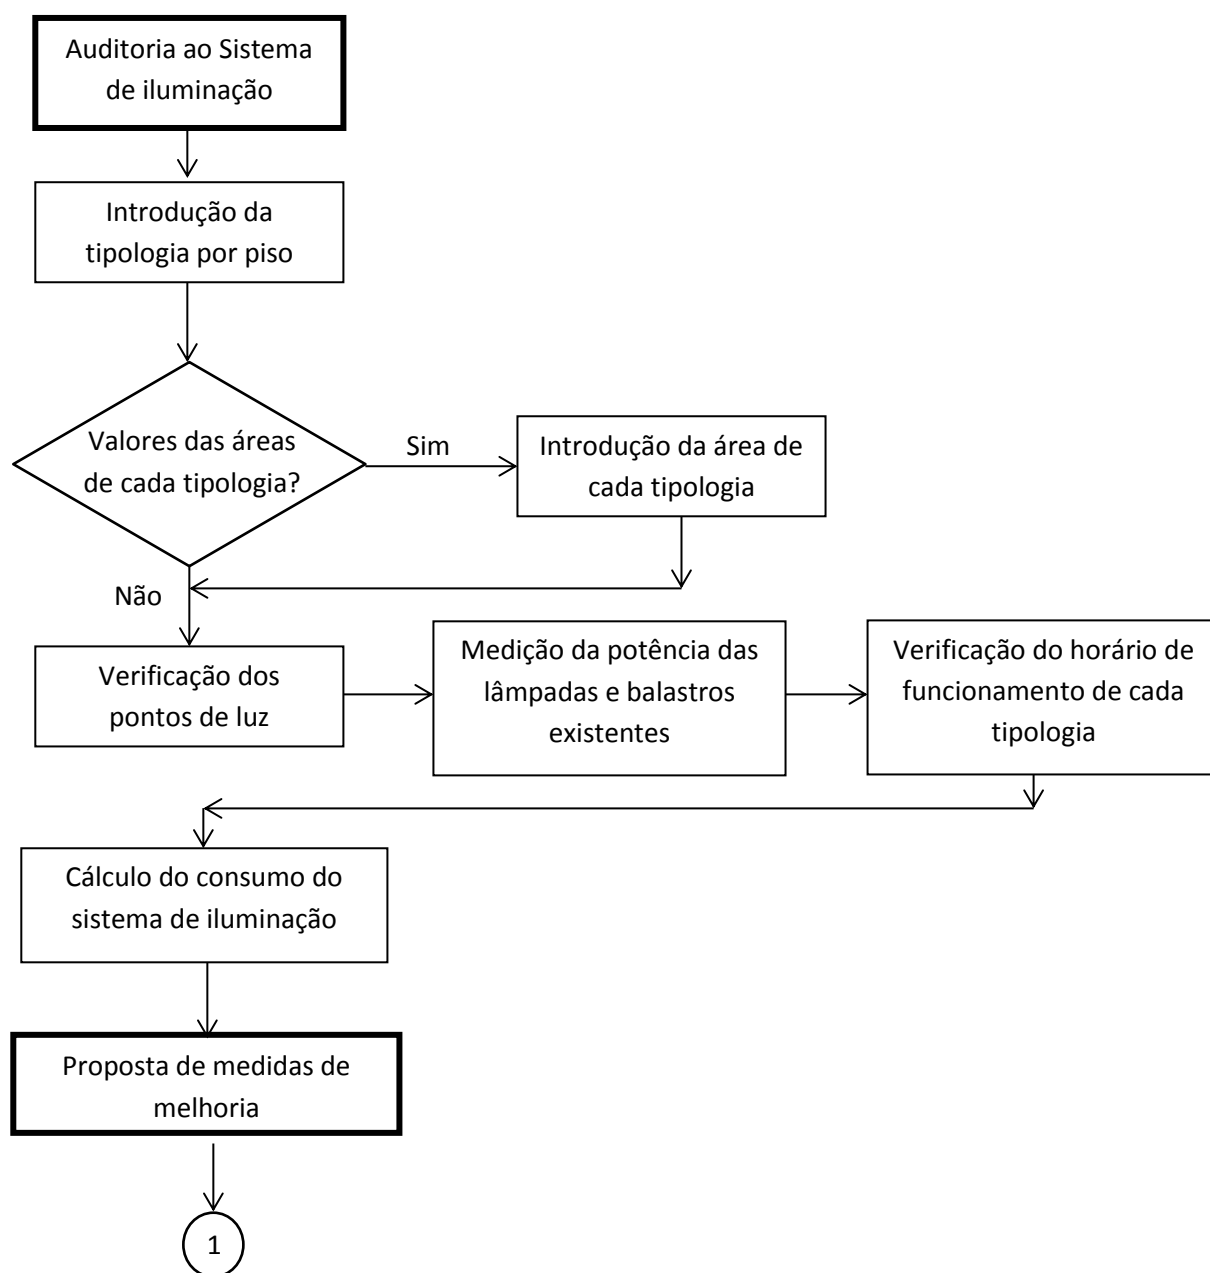 Auditoria ao Sistema
de iluminação
Introdução da
tipologia por piso
Valores das áreas
de cada tipologia?
Sim
Introdução da área de
cada tipologia
Não
Verificação dos
pontos de luz
Medição da potência das
lâmpadas e balastros
existentes
Verificação do horário de
funcionamento de cada
tipologia
Cálculo do consumo do
sistema de iluminação
Proposta de medidas de
melhoria
1